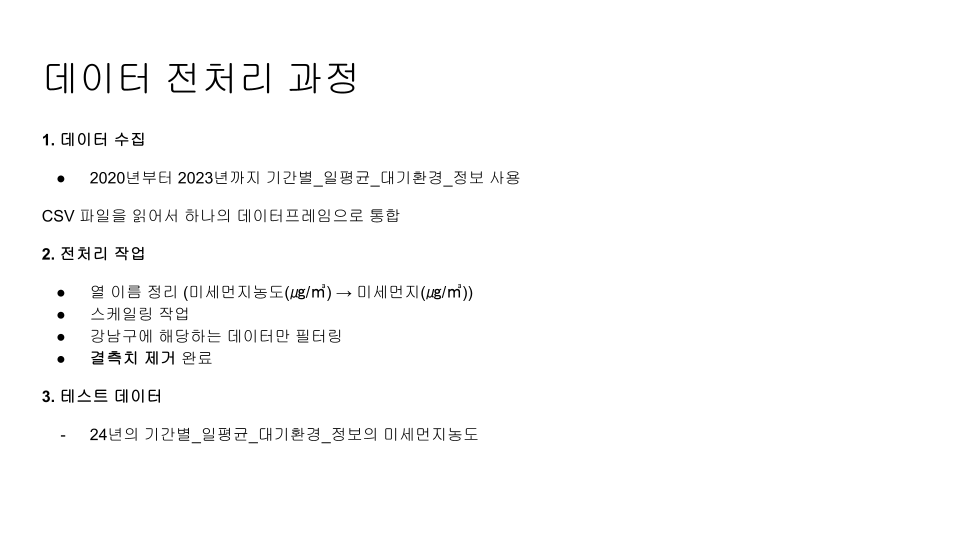 데이터 전처리 과정
1. 데이터 수집
● 2020년부터 2023년까지 기간별_일평균_대기환경_정보 사용
CSV 파일을 읽어서 하나의 데이터프레임으로 통합
2. 전처리 작업
● 열 이름 정리 (미세먼지농도(㎍/㎥) → 미세먼지(㎍/㎥))
● 스케일링 작업
● 강남구에 해당하는 데이터만 필터링
● 결측치 제거 완료
3. 테스트 데이터
- 24년의 기간별_일평균_대기환경_정보의 미세먼지농도